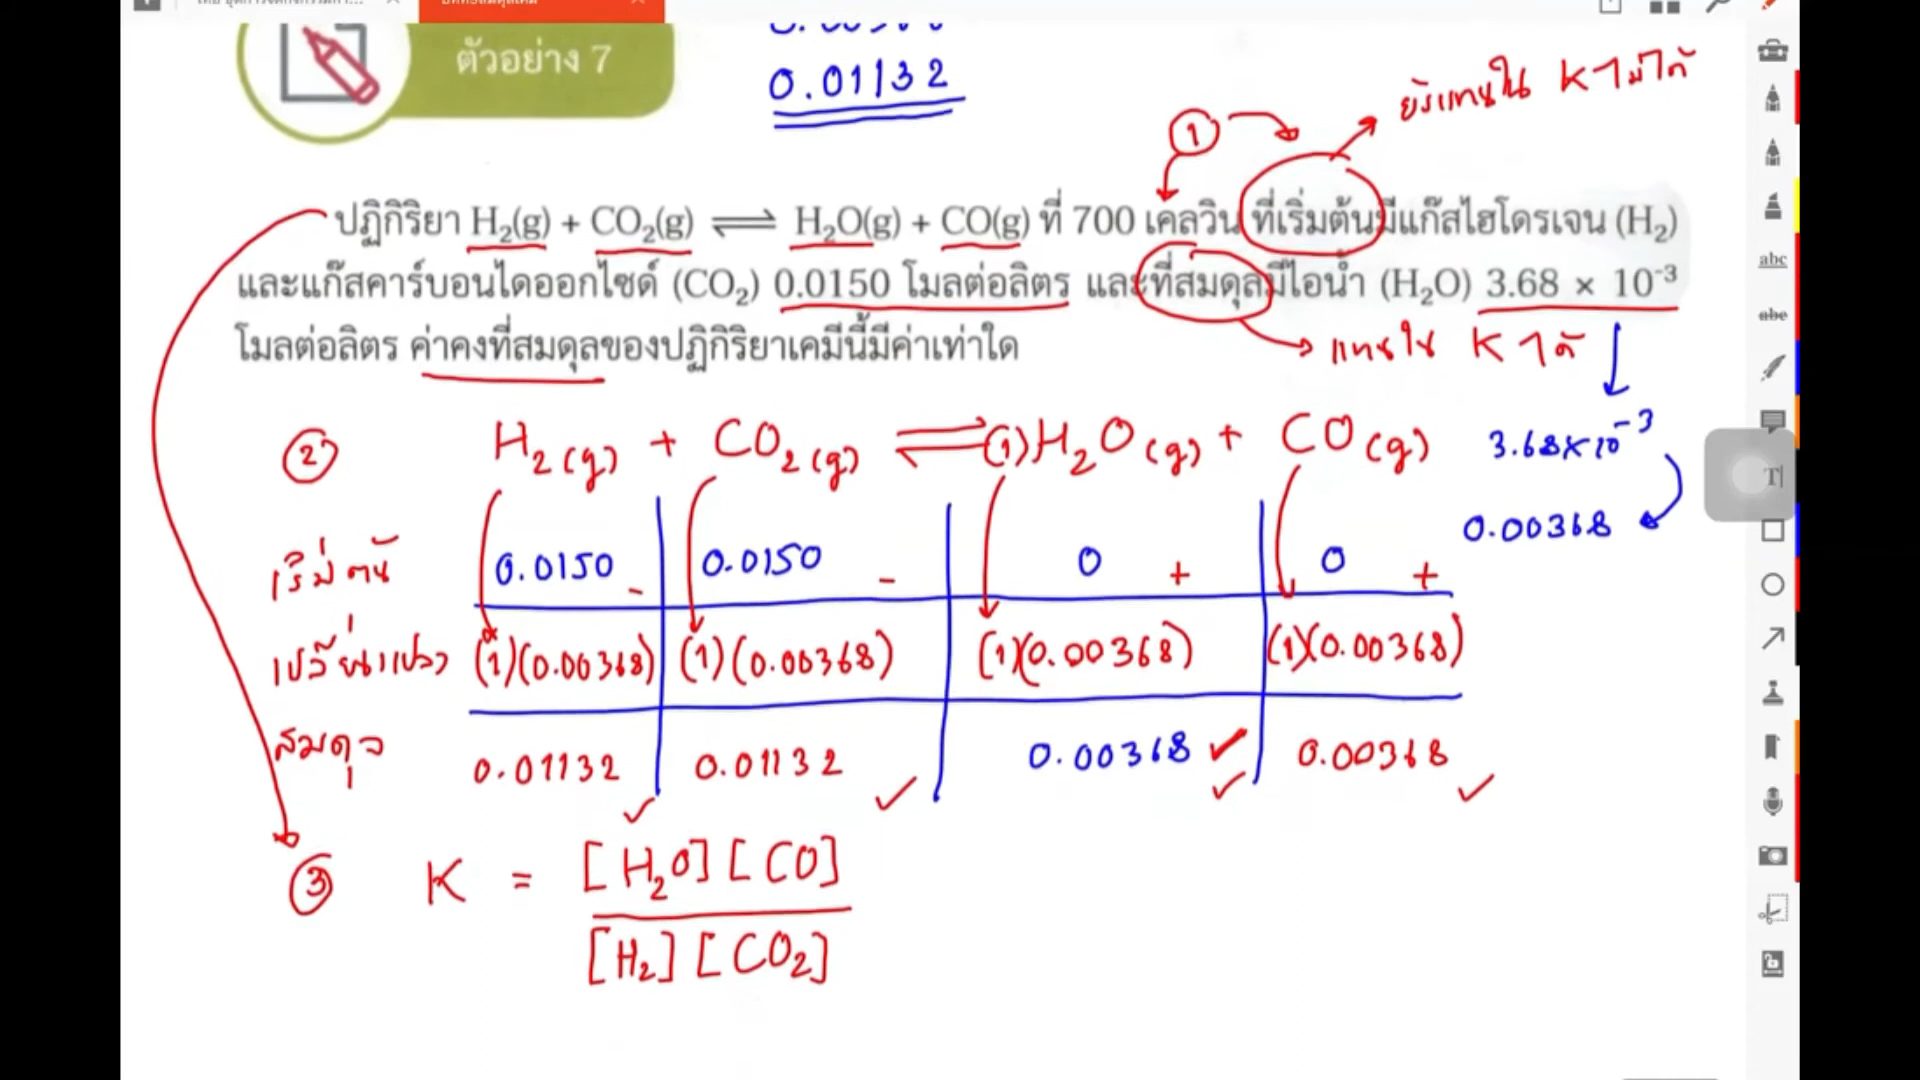 ตัวอย่าง 7
0.01132
ยังแทนใน K ไม่ได้
1
ปฏิกิริยา H₂(g) + CO₂(g) ⇌ H₂O(g) + CO(g) ที่ 700 เคลวิน ที่เริ่มต้นมีแก๊สไฮโดรเจน (H₂)
และแก๊สคาร์บอนไดออกไซด์ (CO₂) 0.0150 โมลต่อลิตร และที่สมดุลมีไอน้ำ (H₂O) 3.68 × 10⁻³
โมลต่อลิตร ค่าคงที่สมดุลของปฏิกิริยาเคมีนี้มีค่าเท่าใด
แทนใน K ได้
2 H₂(g) + CO₂(g) ⇌ (1)H₂O(g) + CO(g)
3.68×10⁻³
0.00368
เริ่มต้น 0.0150 - 0.0150 - 0 + 0 +
เปลี่ยนแปลง (1)(0.00368) (1)(0.00368) (1)(0.00368) (1)(0.00368)
สมดุล 0.01132 0.01132 0.00368 0.00368
3 K = [H₂O][CO]
[H₂][CO₂]
abc
abc
T